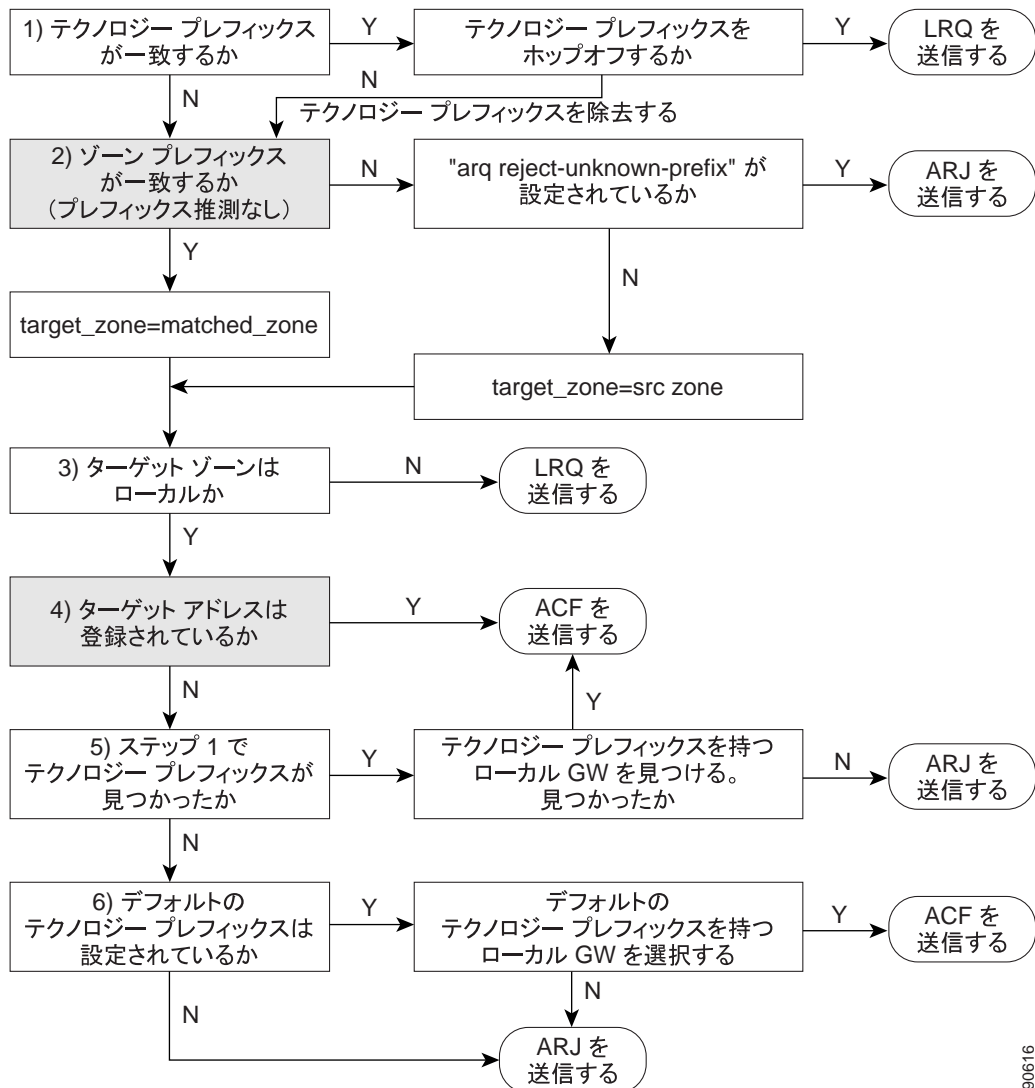 1) テクノロジー プレフィックス
が一致するか
Y
テクノロジー プレフィックスを
ホップオフするか
Y
LRQ を
送信する
N
N
テクノロジー プレフィックスを除去する
2) ゾーン プレフィックス
が一致するか
（プレフィックス推測なし）
N
"arq reject-unknown-prefix" が
設定されているか
Y
ARJ を
送信する
Y
N
target_zone=matched_zone
target_zone=src zone
3) ターゲット ゾーンは
ローカルか
N
LRQ を
送信する
Y
4) ターゲット アドレスは
登録されているか
Y
ACF を
送信する
N
Y
5) ステップ 1 で
テクノロジー プレフィックスが
見つかったか
Y
テクノロジー プレフィックスを持つ
ローカル GW を見つける。
見つかったか
N
ARJ を
送信する
N
6) デフォルトの
テクノロジー プレフィックスは
設定されているか
Y
デフォルトの
テクノロジー プレフィックスを持つ
ローカル GW を選択する
Y
ACF を
送信する
N
N
ARJ を
送信する
90616